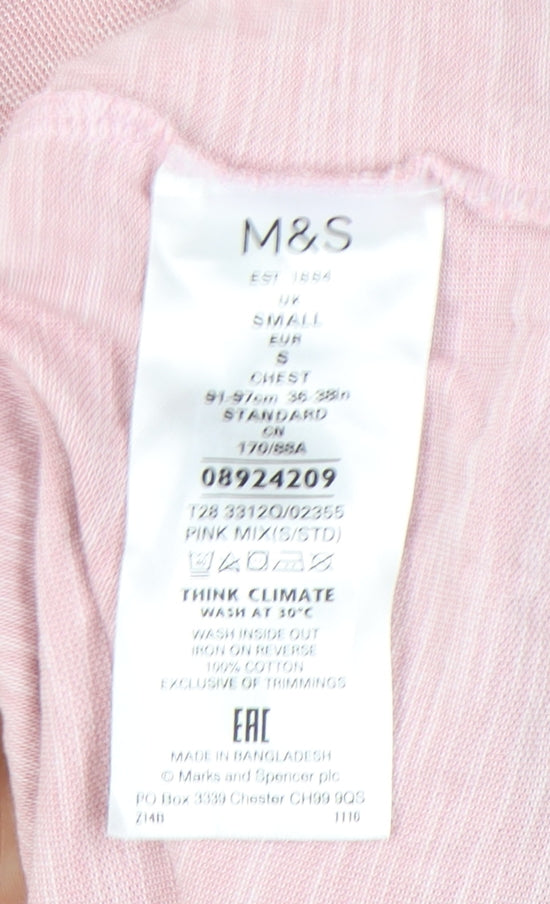 M&S
EST 1884
UK
SMALL
EUR
S
CHEST
91-97cm 36-38in
STANDARD
CN
170/88A
08924209
T28 3312O/02355
PINK MIX(S/STD)
THINK CLIMATE
WASH AT 30°C
WASH INSIDE OUT
IRON ON REVERSE
100% COTTON
EXCLUSIVE OF TRIMMINGS
EAC
MADE IN BANGLADESH
© Marks and Spencer plc
PO Box 3339 Chester CH99 9QS
1110